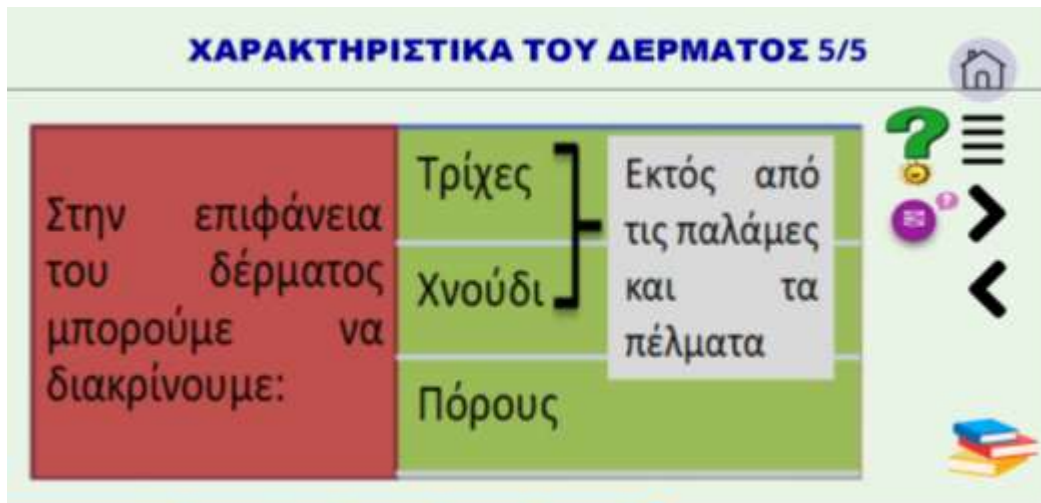 ΧΑΡΑΚΤΗΡΙΣΤΙΚΑ ΤΟΥ ΔΕΡΜΑΤΟΣ 5/5
Στην επιφάνεια
του δέρματος
μπορούμε να
διακρίνουμε:
Τρίχες
Χνούδι
Πόρους
Εκτός από
τις παλάμες
και τα
πέλματα